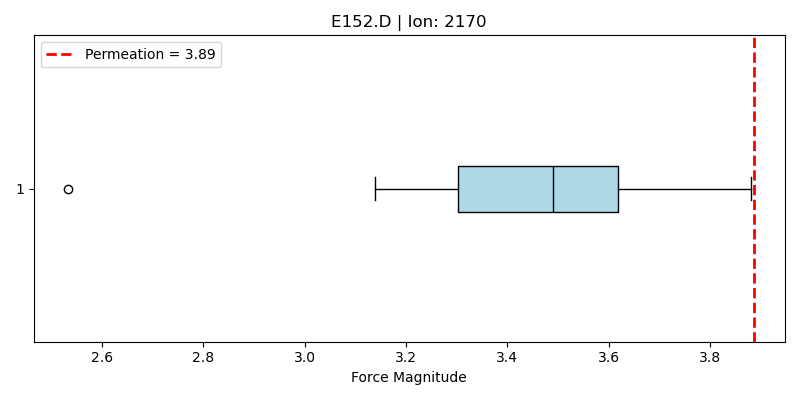 E152.D | Ion: 2170
Permeation = 3.89
1
2.6 2.8 3.0 3.2 3.4 3.6 3.8
Force Magnitude